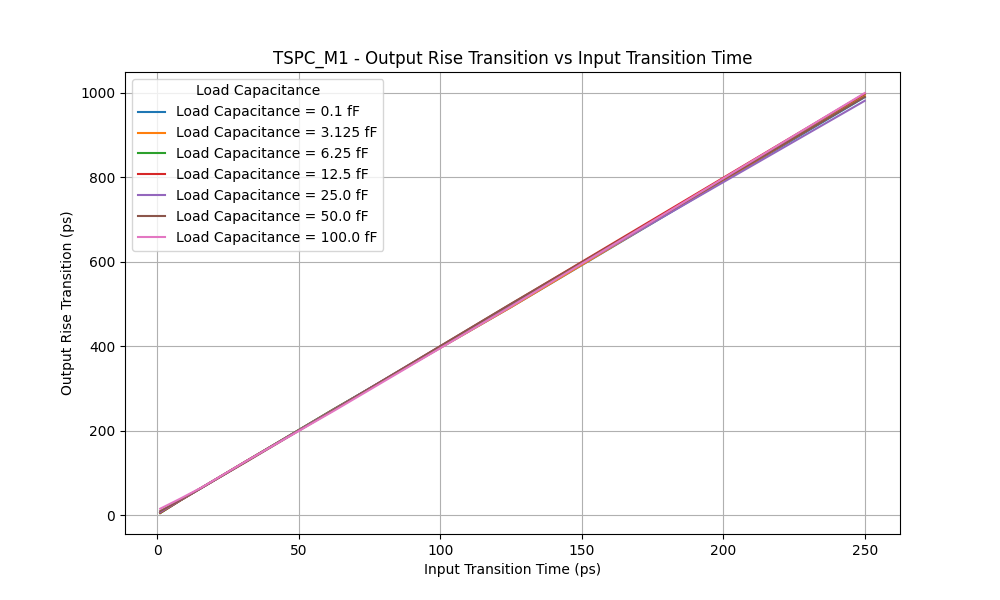 TSPC_M1 - Output Rise Transition vs Input Transition Time
Load Capacitance
Load Capacitance = 0.1 fF
Load Capacitance = 3.125 fF
Load Capacitance = 6.25 fF
Load Capacitance = 12.5 fF
Load Capacitance = 25.0 fF
Load Capacitance = 50.0 fF
Load Capacitance = 100.0 fF
Output Rise Transition (ps)
1000
800
600
400
200
0
0 50 100 150 200 250
Input Transition Time (ps)